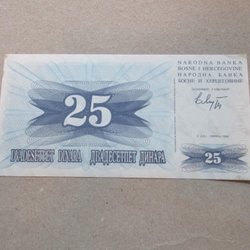 NARODNA BANKA
BOSNE I HERCEGOVINE
НАРОДНА БАНКА
БОСНЕ И ХЕРЦЕГОВИНЕ
25
DVADESETPET DINARA ДВАДЕСЕТПЕТ ДИНАРА
25